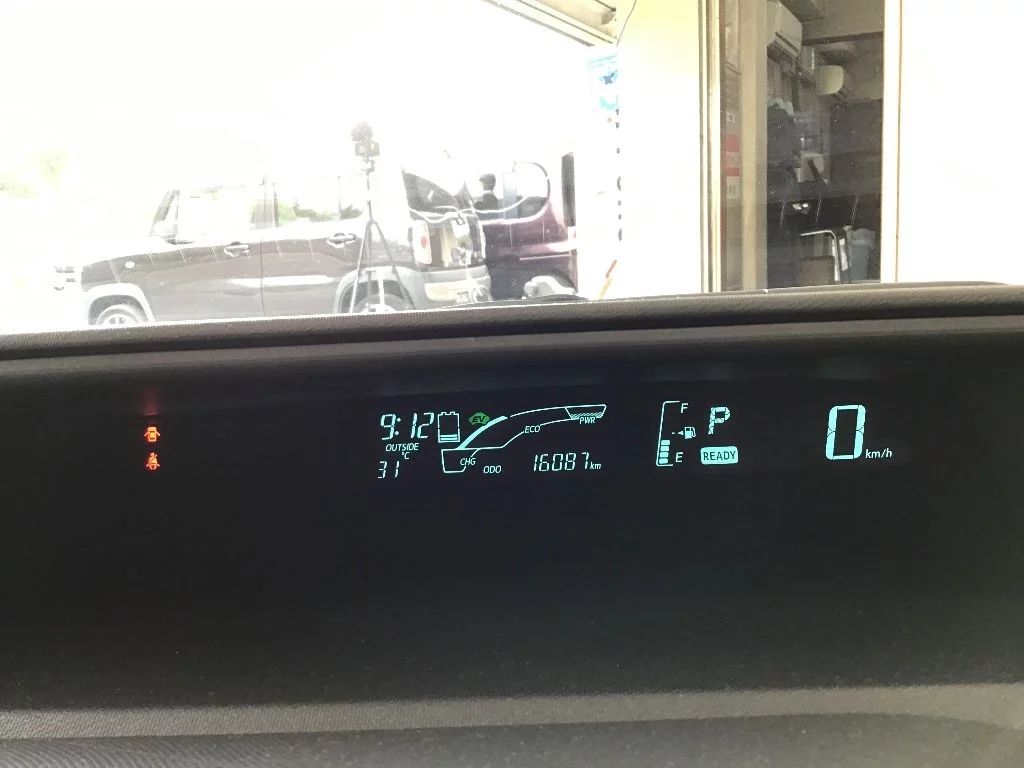 9:12
OUTSIDE
°C
31
EV
ECO
PWR
CHG
ODO 16087 km
F
E
P
READY
0 km/h